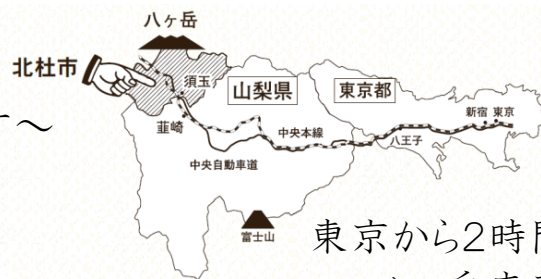 八ヶ岳
北杜市
須玉
山梨県
東京都
す～
韮崎
新宿 東京
中央本線
八王子
中央自動車道
富士山
東京から2時間